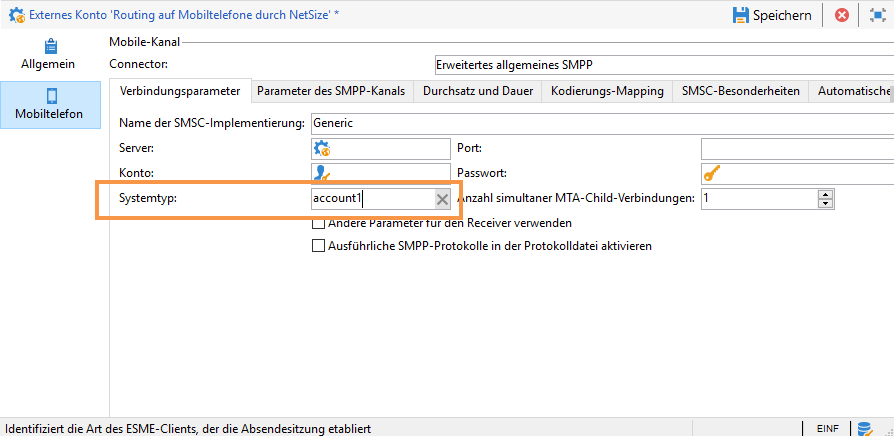 Externes Konto 'Routing auf Mobiltelefone durch NetSize' *
Speichern
Allgemein
Mobiltelefon
Mobile-Kanal
Connector: Erweitertes allgemeines SMPP
Verbindungsparameter Parameter des SMPP-Kanals Durchsatz und Dauer Kodierungs-Mapping SMSC-Besonderheiten Automatische
Name der SMSC-Implementierung: Generic
Server: Port:
Konto: Passwort:
Systemtyp: account1 Anzahl simultaner MTA-Child-Verbindungen: 1
Andere Parameter für den Receiver verwenden
Ausführliche SMPP-Protokolle in der Protokolldatei aktivieren
Identifiziert die Art des ESME-Clients, der die Absendesitzung etabliert EINF